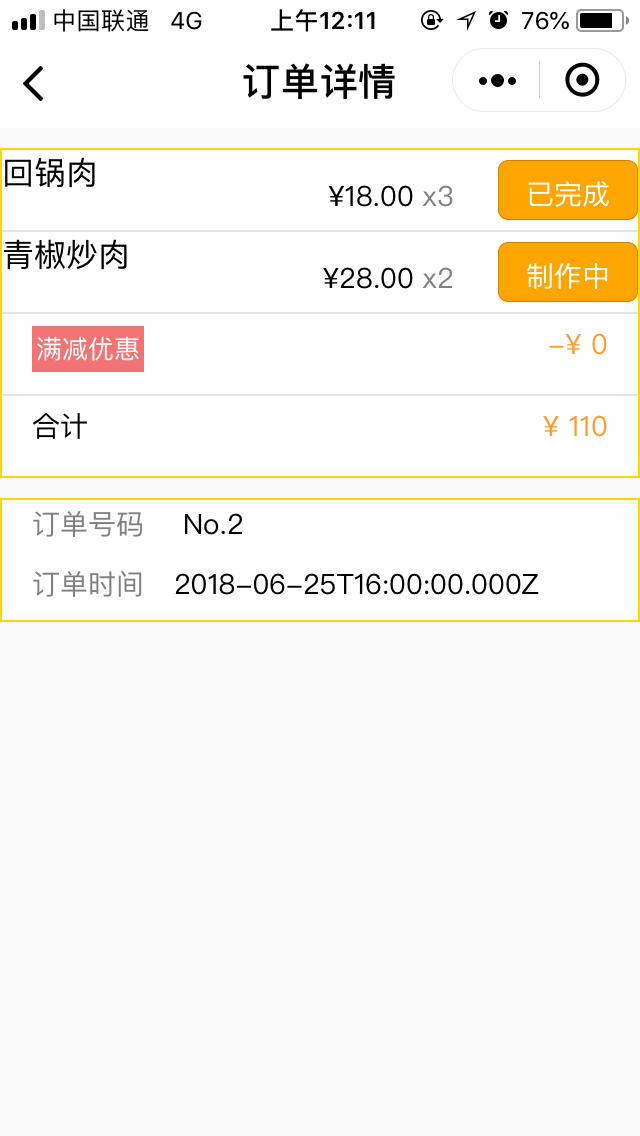 中国联通 4G 上午12:11 76%
订单详情
回锅肉 ¥18.00 x3 已完成
青椒炒肉 ¥28.00 x2 制作中
满减优惠 -¥ 0
合计 ¥ 110
订单号码 No.2
订单时间 2018-06-25T16:00:00.000Z